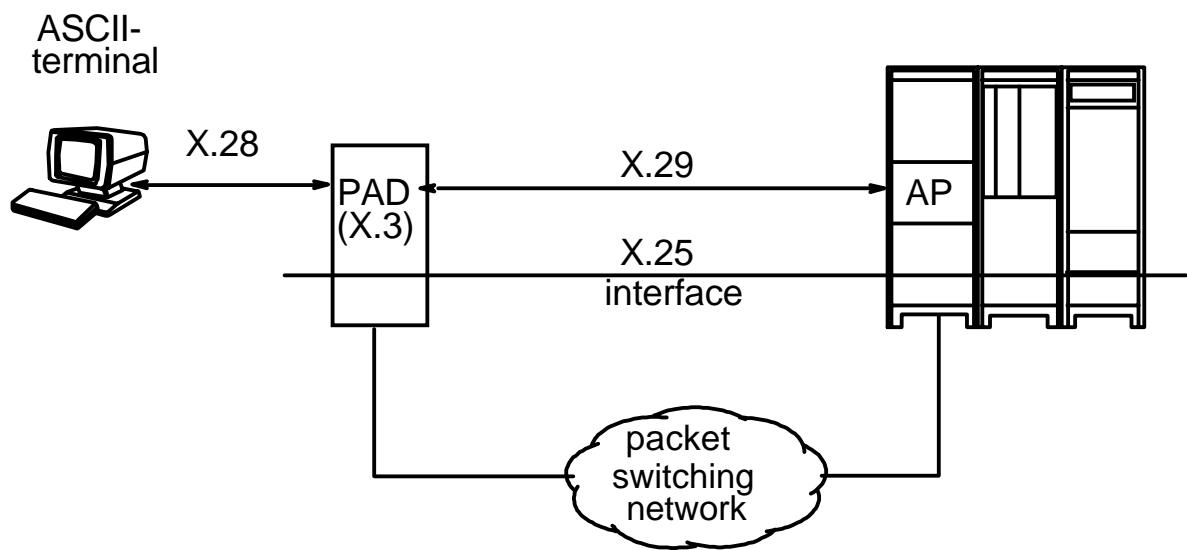 ASCII-
terminal
X.28
PAD
(X.3)
X.29
AP
X.25
interface
packet
switching
network